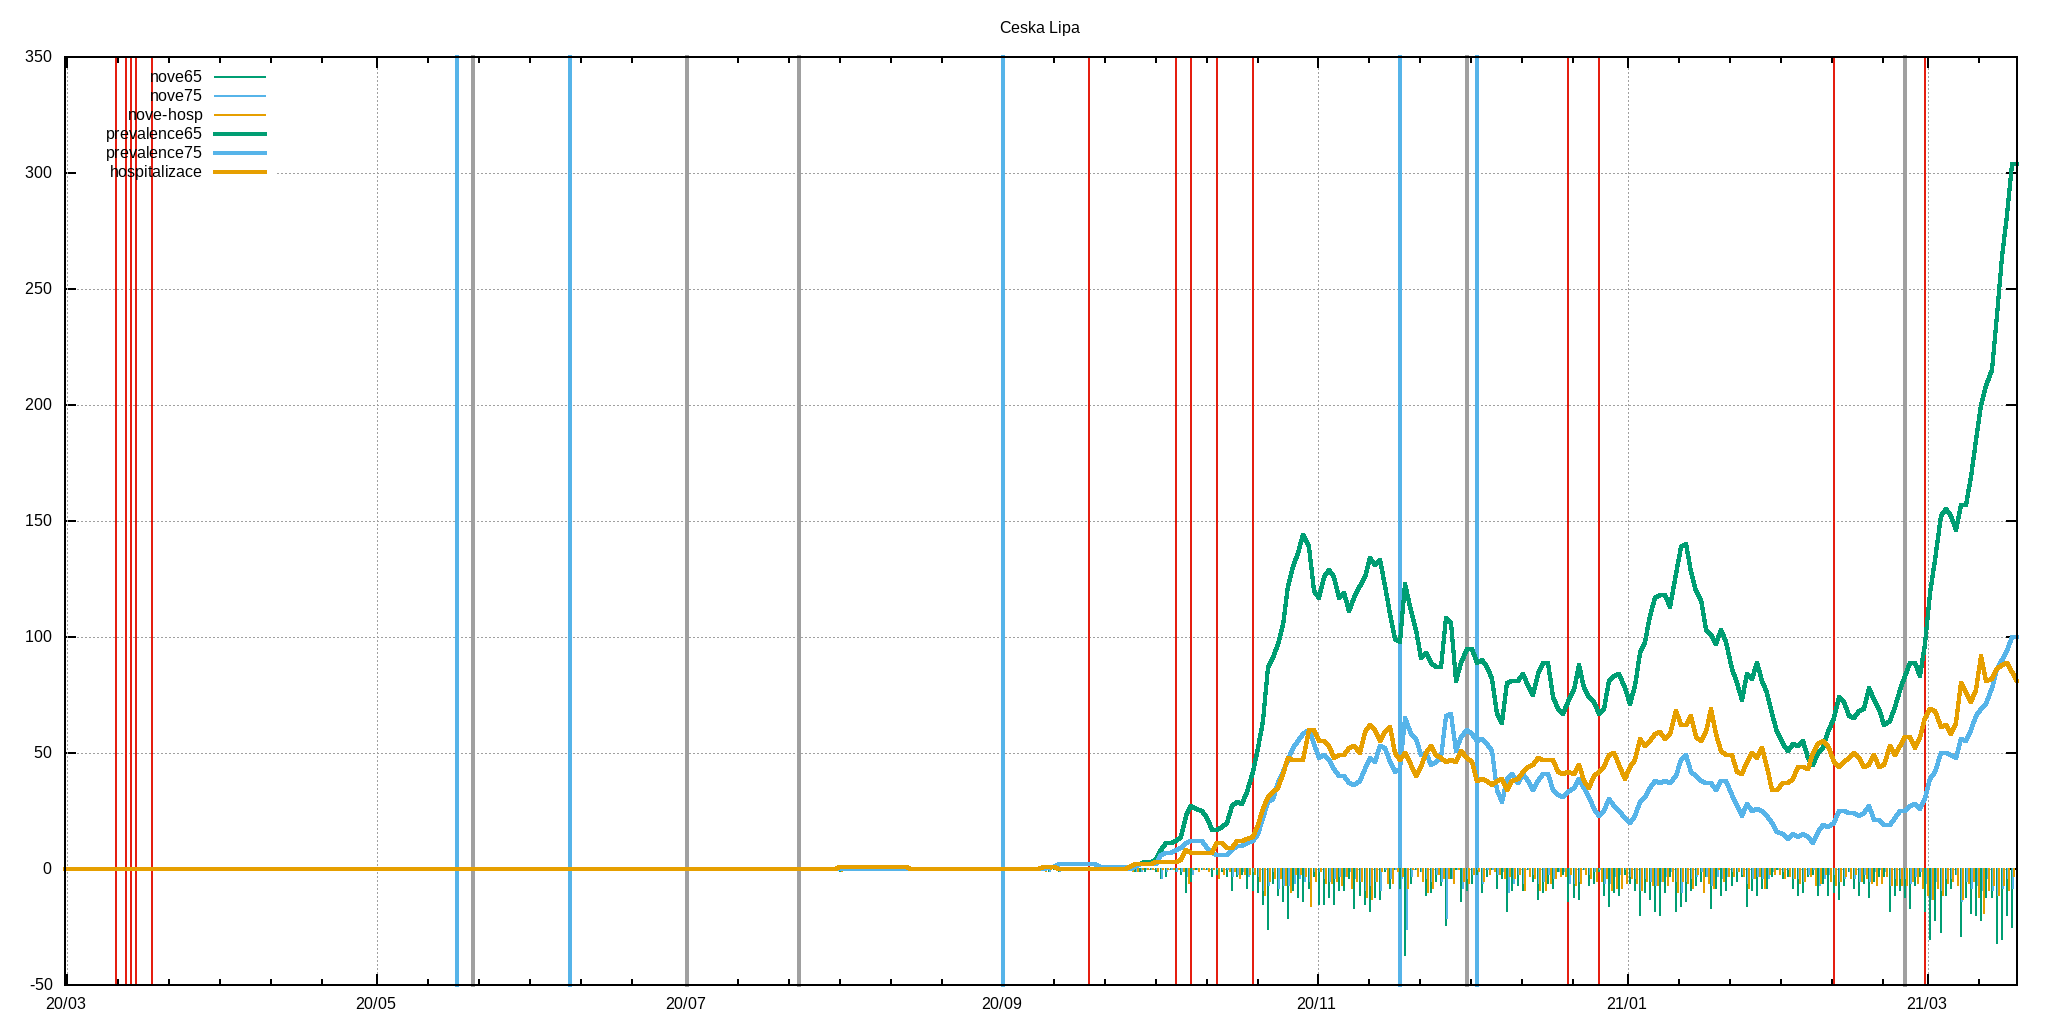 Ceska Lipa
350
nove65
nove75
nove-hosp
prevalence65
prevalence75
hospitalizace
300
250
200
150
100
50
0
-50
20/03 20/05 20/07 20/09 20/11 21/01 21/03